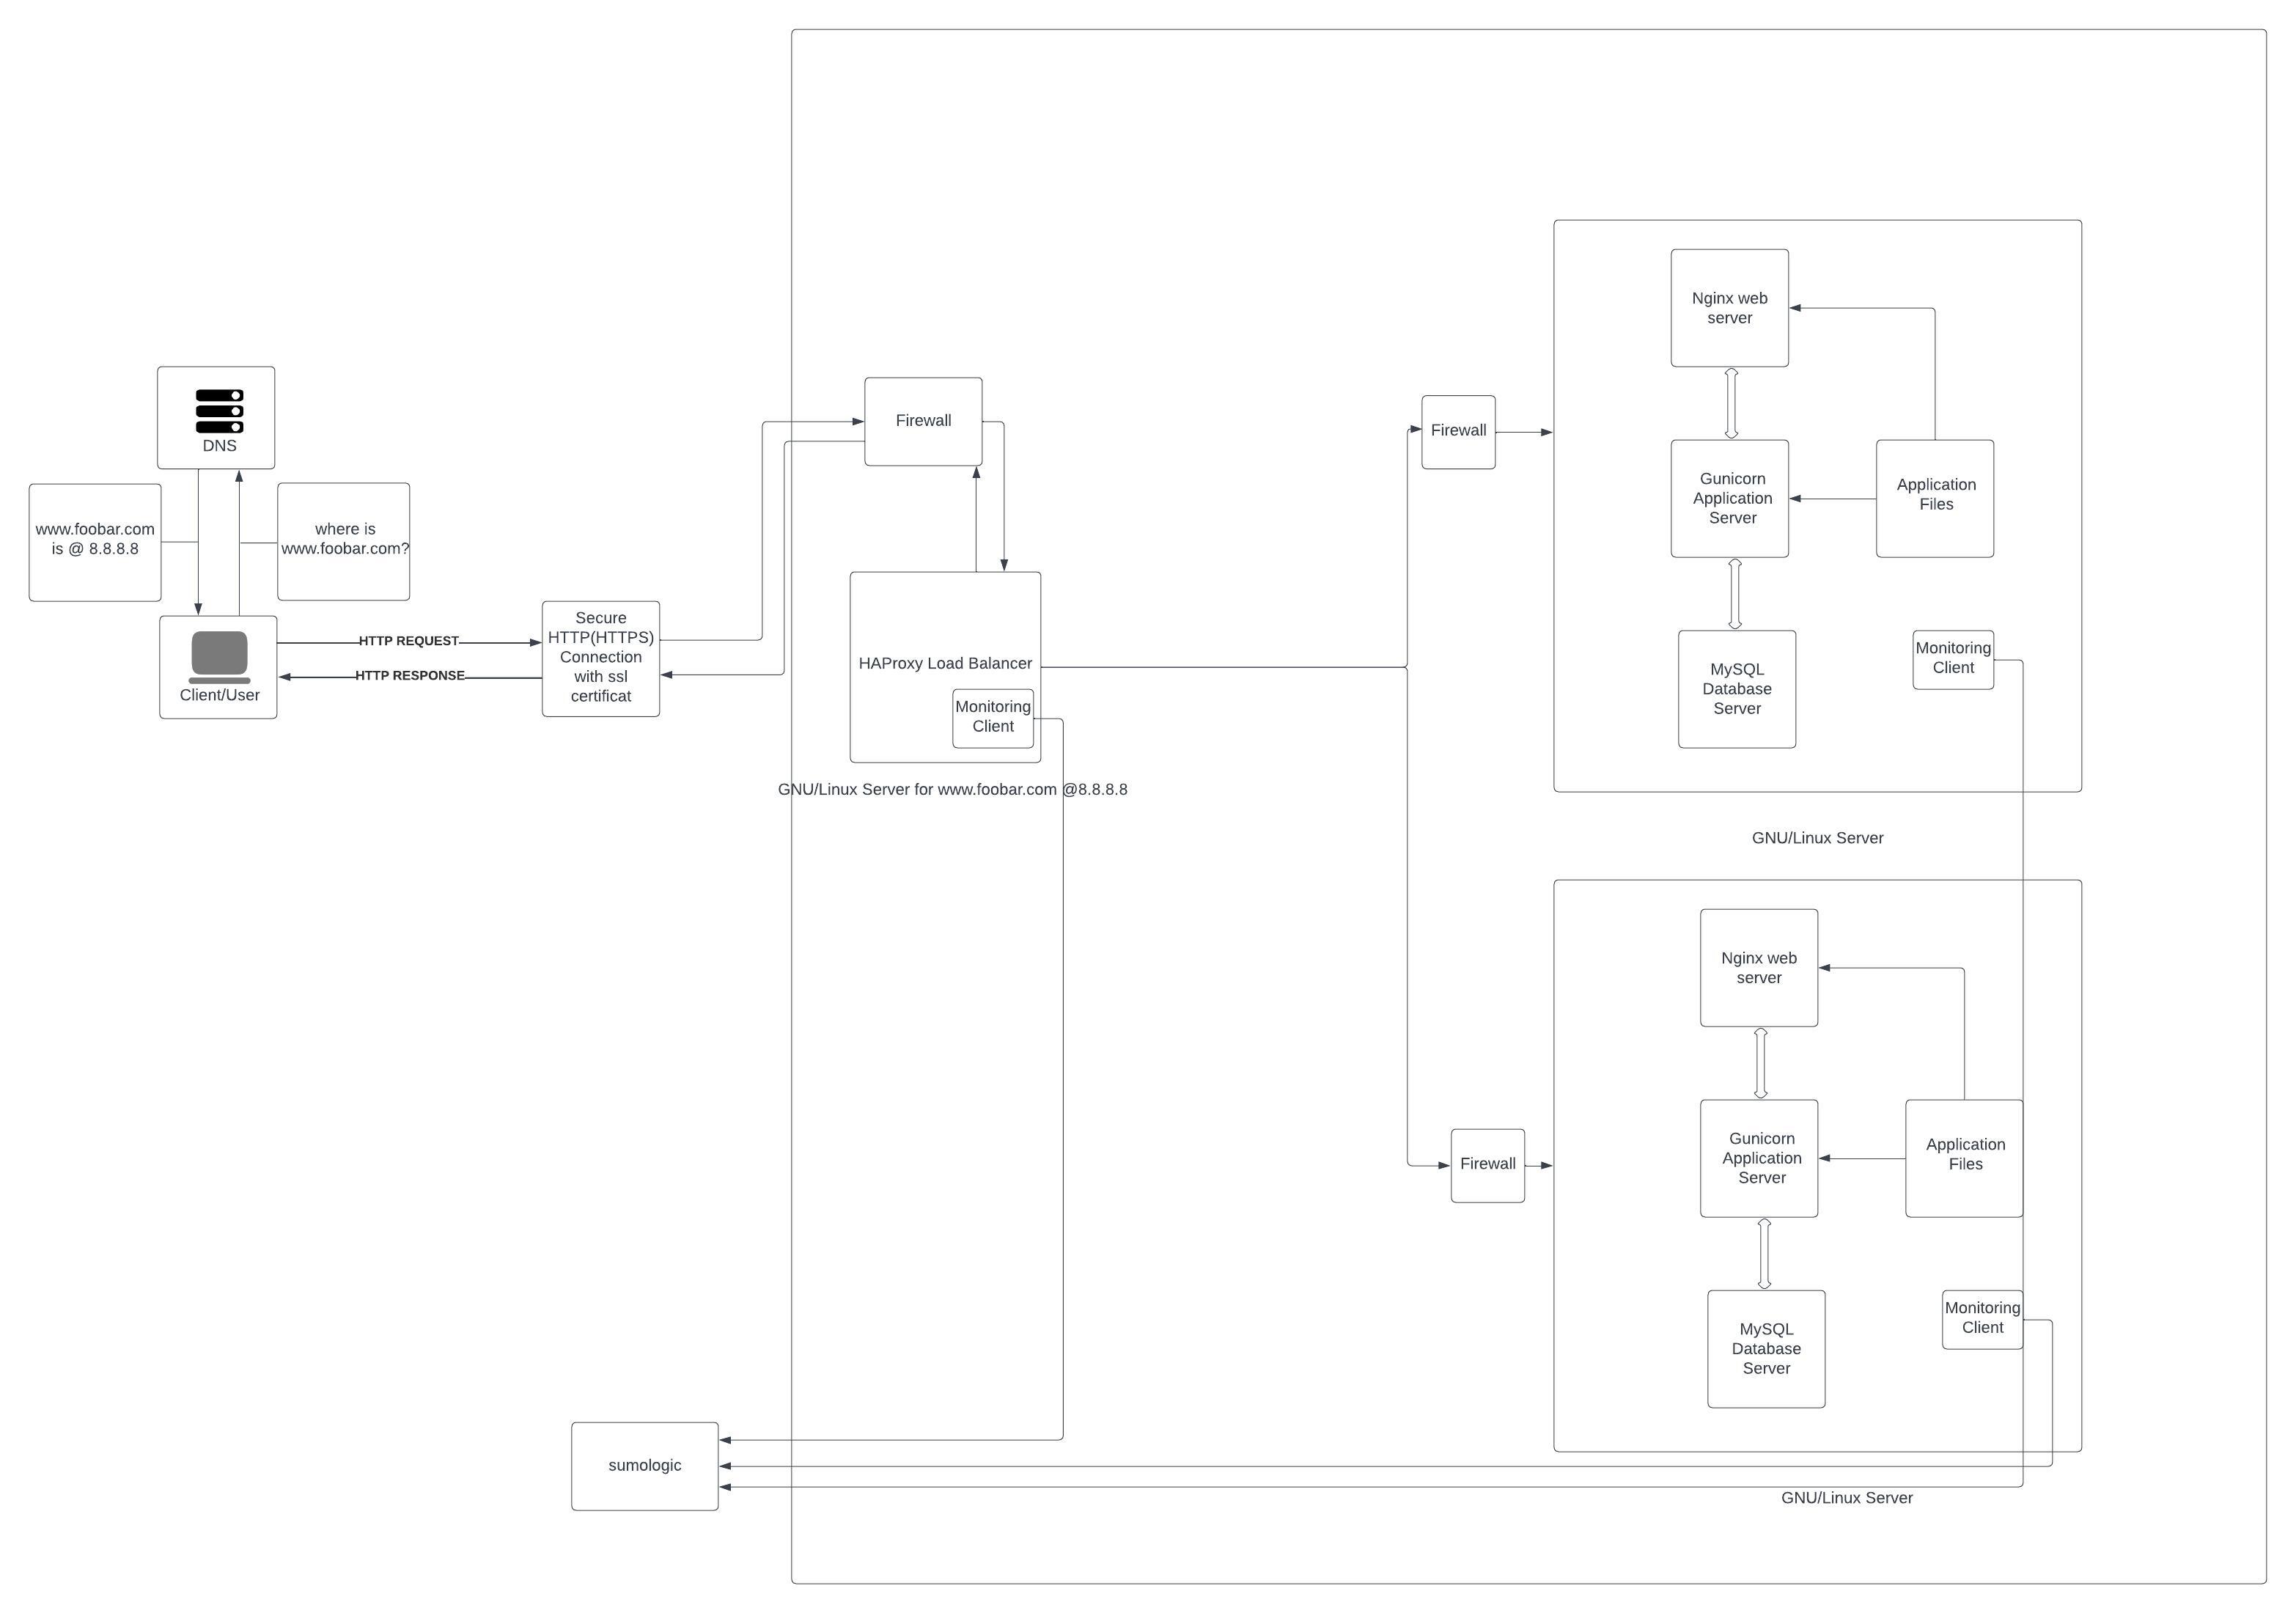 DNS
www.foobar.com
is @ 8.8.8.8
where is
www.foobar.com?
Client/User
HTTP REQUEST
HTTP RESPONSE
Secure
HTTP(HTTPS)
Connection
with ssl
certificat
Firewall
HAProxy Load Balancer
Monitoring
Client
GNU/Linux Server for www.foobar.com @8.8.8.8
Firewall
Nginx web
server
Gunicorn
Application
Server
Application
Files
MySQL
Database
Server
Monitoring
Client
GNU/Linux Server
Firewall
Nginx web
server
Gunicorn
Application
Server
Application
Files
MySQL
Database
Server
Monitoring
Client
GNU/Linux Server
sumologic